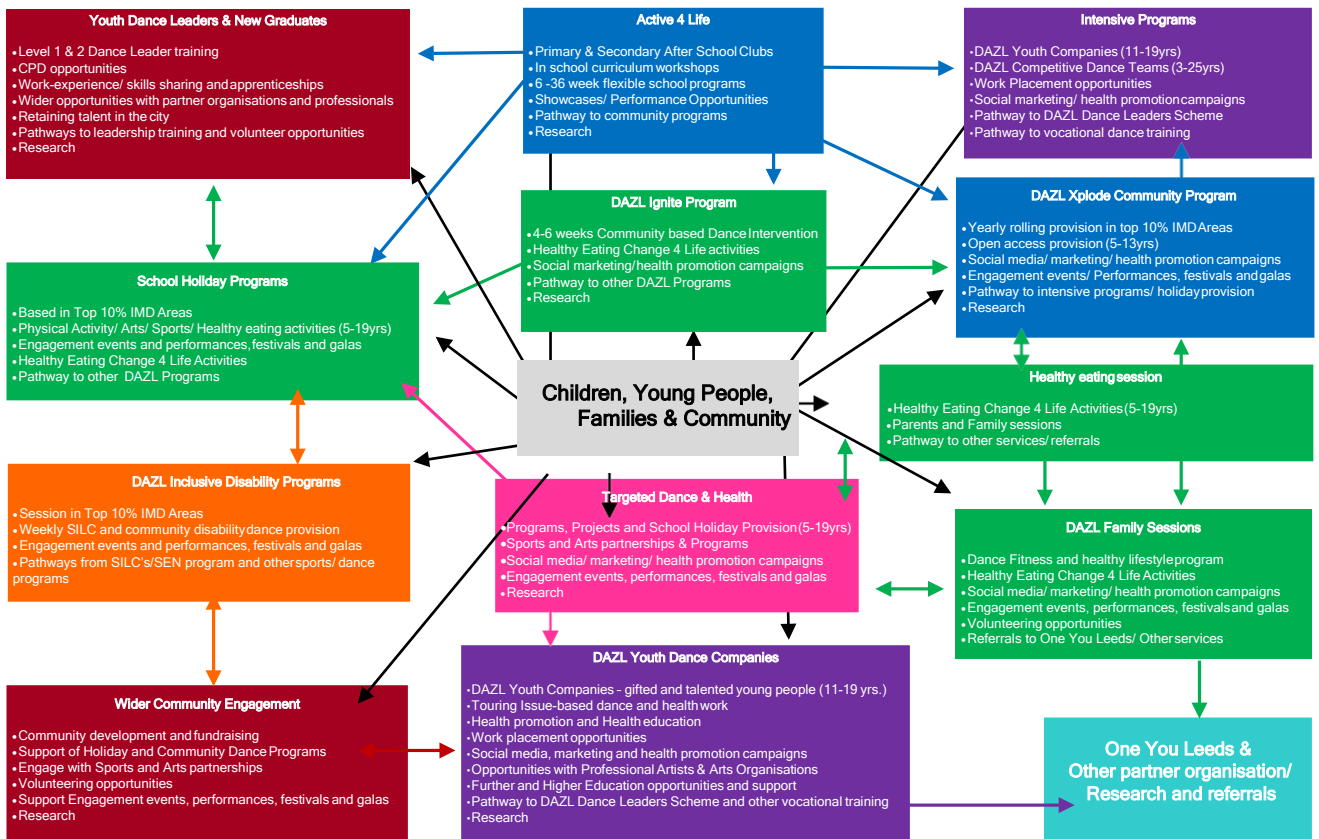 Youth Dance Leaders & New Graduates
•Level 1 & 2 Dance Leader training
•CPD opportunities
•Work-experience/ skills sharing and apprenticeships
•Wider opportunities with partner organisations and professionals
•Retaining talent in the city
•Pathways to leadership training and volunteer opportunities
•Research
Active 4 Life
•Primary & Secondary After School Clubs
•In school curriculum workshops
•6 -36 week flexible school programs
•Showcases/ Performance Opportunities
•Pathway to community programs
•Research
Intensive Programs
•DAZL Youth Companies (11-19yrs)
•DAZL Competitive Dance Teams (3-25yrs)
•Work Placement opportunities
•Social marketing/ health promotion campaigns
•Pathway to DAZL Dance Leaders Scheme
•Pathway to vocational dance training
DAZL Ignite Program
•4-6 weeks Community based Dance Intervention
•Healthy Eating Change 4 Life activities
•Social marketing/ health promotion campaigns
•Pathway to other DAZL Programs
•Research
DAZL Xplode Community Program
•Yearly rolling provision in top 10% IMD Areas
•Open access provision (5-13yrs)
•Social media/ marketing/ health promotion campaigns
•Engagement events/ Performances, festivals and galas
•Pathway to intensive programs/ holiday provision
•Research
School Holiday Programs
•Based in Top 10% IMD Areas
•Physical Activity/ Arts/ Sports/ Healthy eating activities (5-19yrs)
•Engagement events and performances, festivals and galas
•Healthy Eating Change 4 Life Activities
•Pathway to other DAZL Programs
Children, Young People,
Families & Community
Healthy eating session
•Healthy Eating Change 4 Life Activities (5-19yrs)
•Parents and Family sessions
•Pathway to other services/ referrals
DAZL Inclusive Disability Programs
•Session in Top 10% IMD Areas
•Weekly SILC and community disability dance provision
•Engagement events and performances, festivals and galas
•Pathways from SILC's/SEN program and other sports/ dance
programs
Targeted Dance & Health
•Programs, Projects and School Holiday Provision (5-19yrs)
•Sports and Arts partnerships & Programs
•Social media/ marketing/ health promotion campaigns
•Engagement events, performances, festivals and galas
•Research
DAZL Family Sessions
•Dance Fitness and healthy lifestyle program
•Healthy Eating Change 4 Life Activities
•Social media/ marketing/ health promotion campaigns
•Engagement events, performances, festivals and galas
•Volunteering opportunities
•Referrals to One You Leeds/ Other services
Wider Community Engagement
•Community development and fundraising
•Support of Holiday and Community Dance Programs
•Engage with Sports and Arts partnerships
•Volunteering opportunities
•Support Engagement events, performances, festivals and galas
•Research
DAZL Youth Dance Companies
•DAZL Youth Companies – gifted and talented young people (11-19 yrs.)
•Touring Issue-based dance and health work
•Health promotion and Health education
•Work placement opportunities
•Social media, marketing and health promotion campaigns
•Opportunities with Professional Artists & Arts Organisations
•Further and Higher Education opportunities and support
•Pathway to DAZL Dance Leaders Scheme and other vocational training
•Research
One You Leeds &
Other partner organisation/
Research and referrals